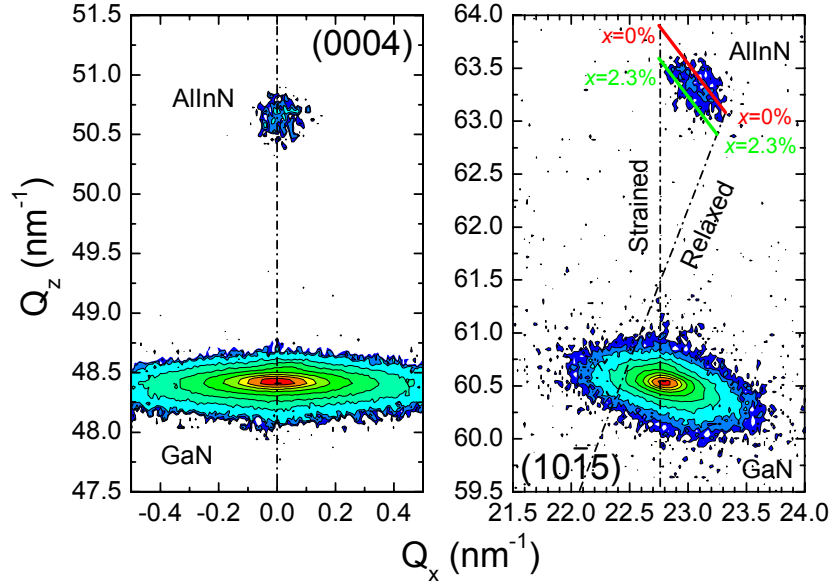 51.5
51.0
50.5
50.0
49.5
49.0
48.5
48.0
47.5
-0.4
-0.2
0.0
0.2
0.4
(0004)
AlInN
GaN
Q_z (nm⁻¹)
64.0
63.5
63.0
62.5
62.0
61.5
61.0
60.5
60.0
59.5
21.5
22.0
22.5
23.0
23.5
24.0
x=0%
AlInN
x=2.3%
x=0%
x=2.3%
Strained
Relaxed
(101̄5)
GaN
Q_x (nm⁻¹)